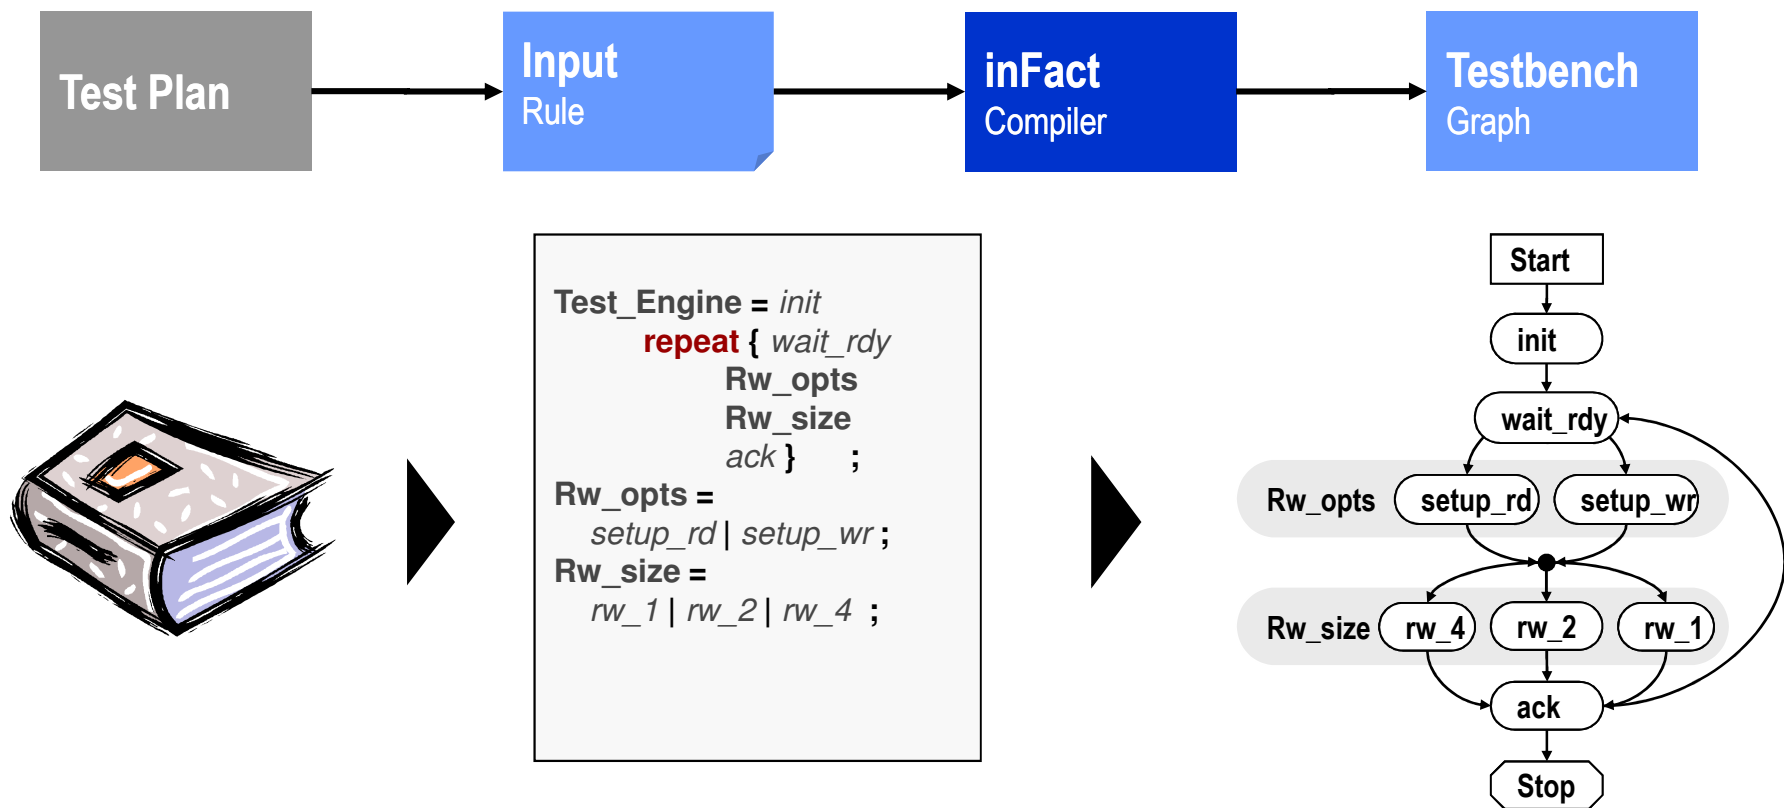 Test Plan
Input
Rule
inFact
Compiler
Testbench
Graph
Test_Engine = init
repeat { wait_rdy
Rw_opts
Rw_size
ack } ;
Rw_opts =
setup_rd | setup_wr ;
Rw_size =
rw_1 | rw_2 | rw_4 ;
Start
init
wait_rdy
Rw_opts setup_rd setup_wr
Rw_size rw_4 rw_2 rw_1
ack
Stop